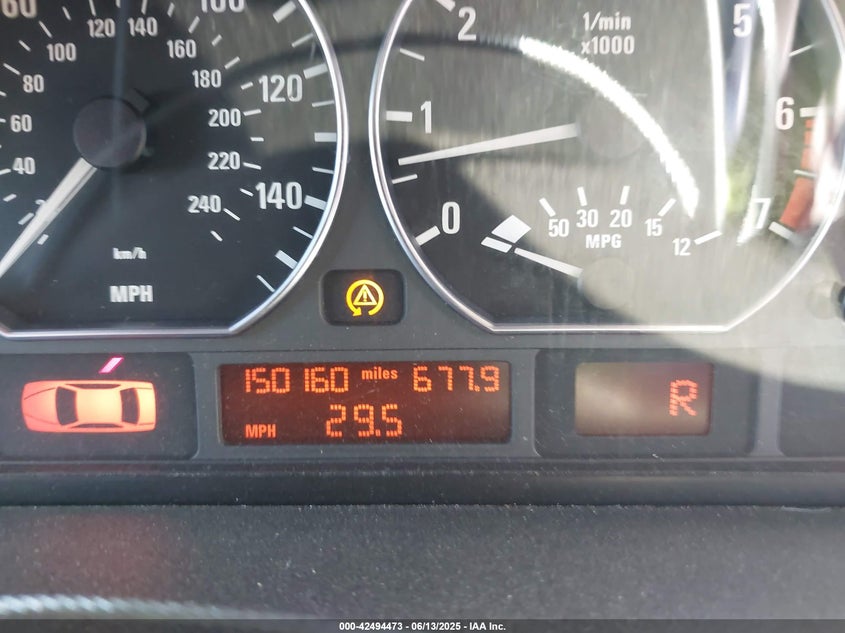 60 100
100 120 140 160 180 200 220 240
80
60
40
120
140
km/h
MPH
1/min
x1000
0 1 2 5 6 7
50 30 20 15 12
MPG
150160 miles 677.9
MPH 29.5
R
000-42494473 - 06/13/2025 - IAA Inc.